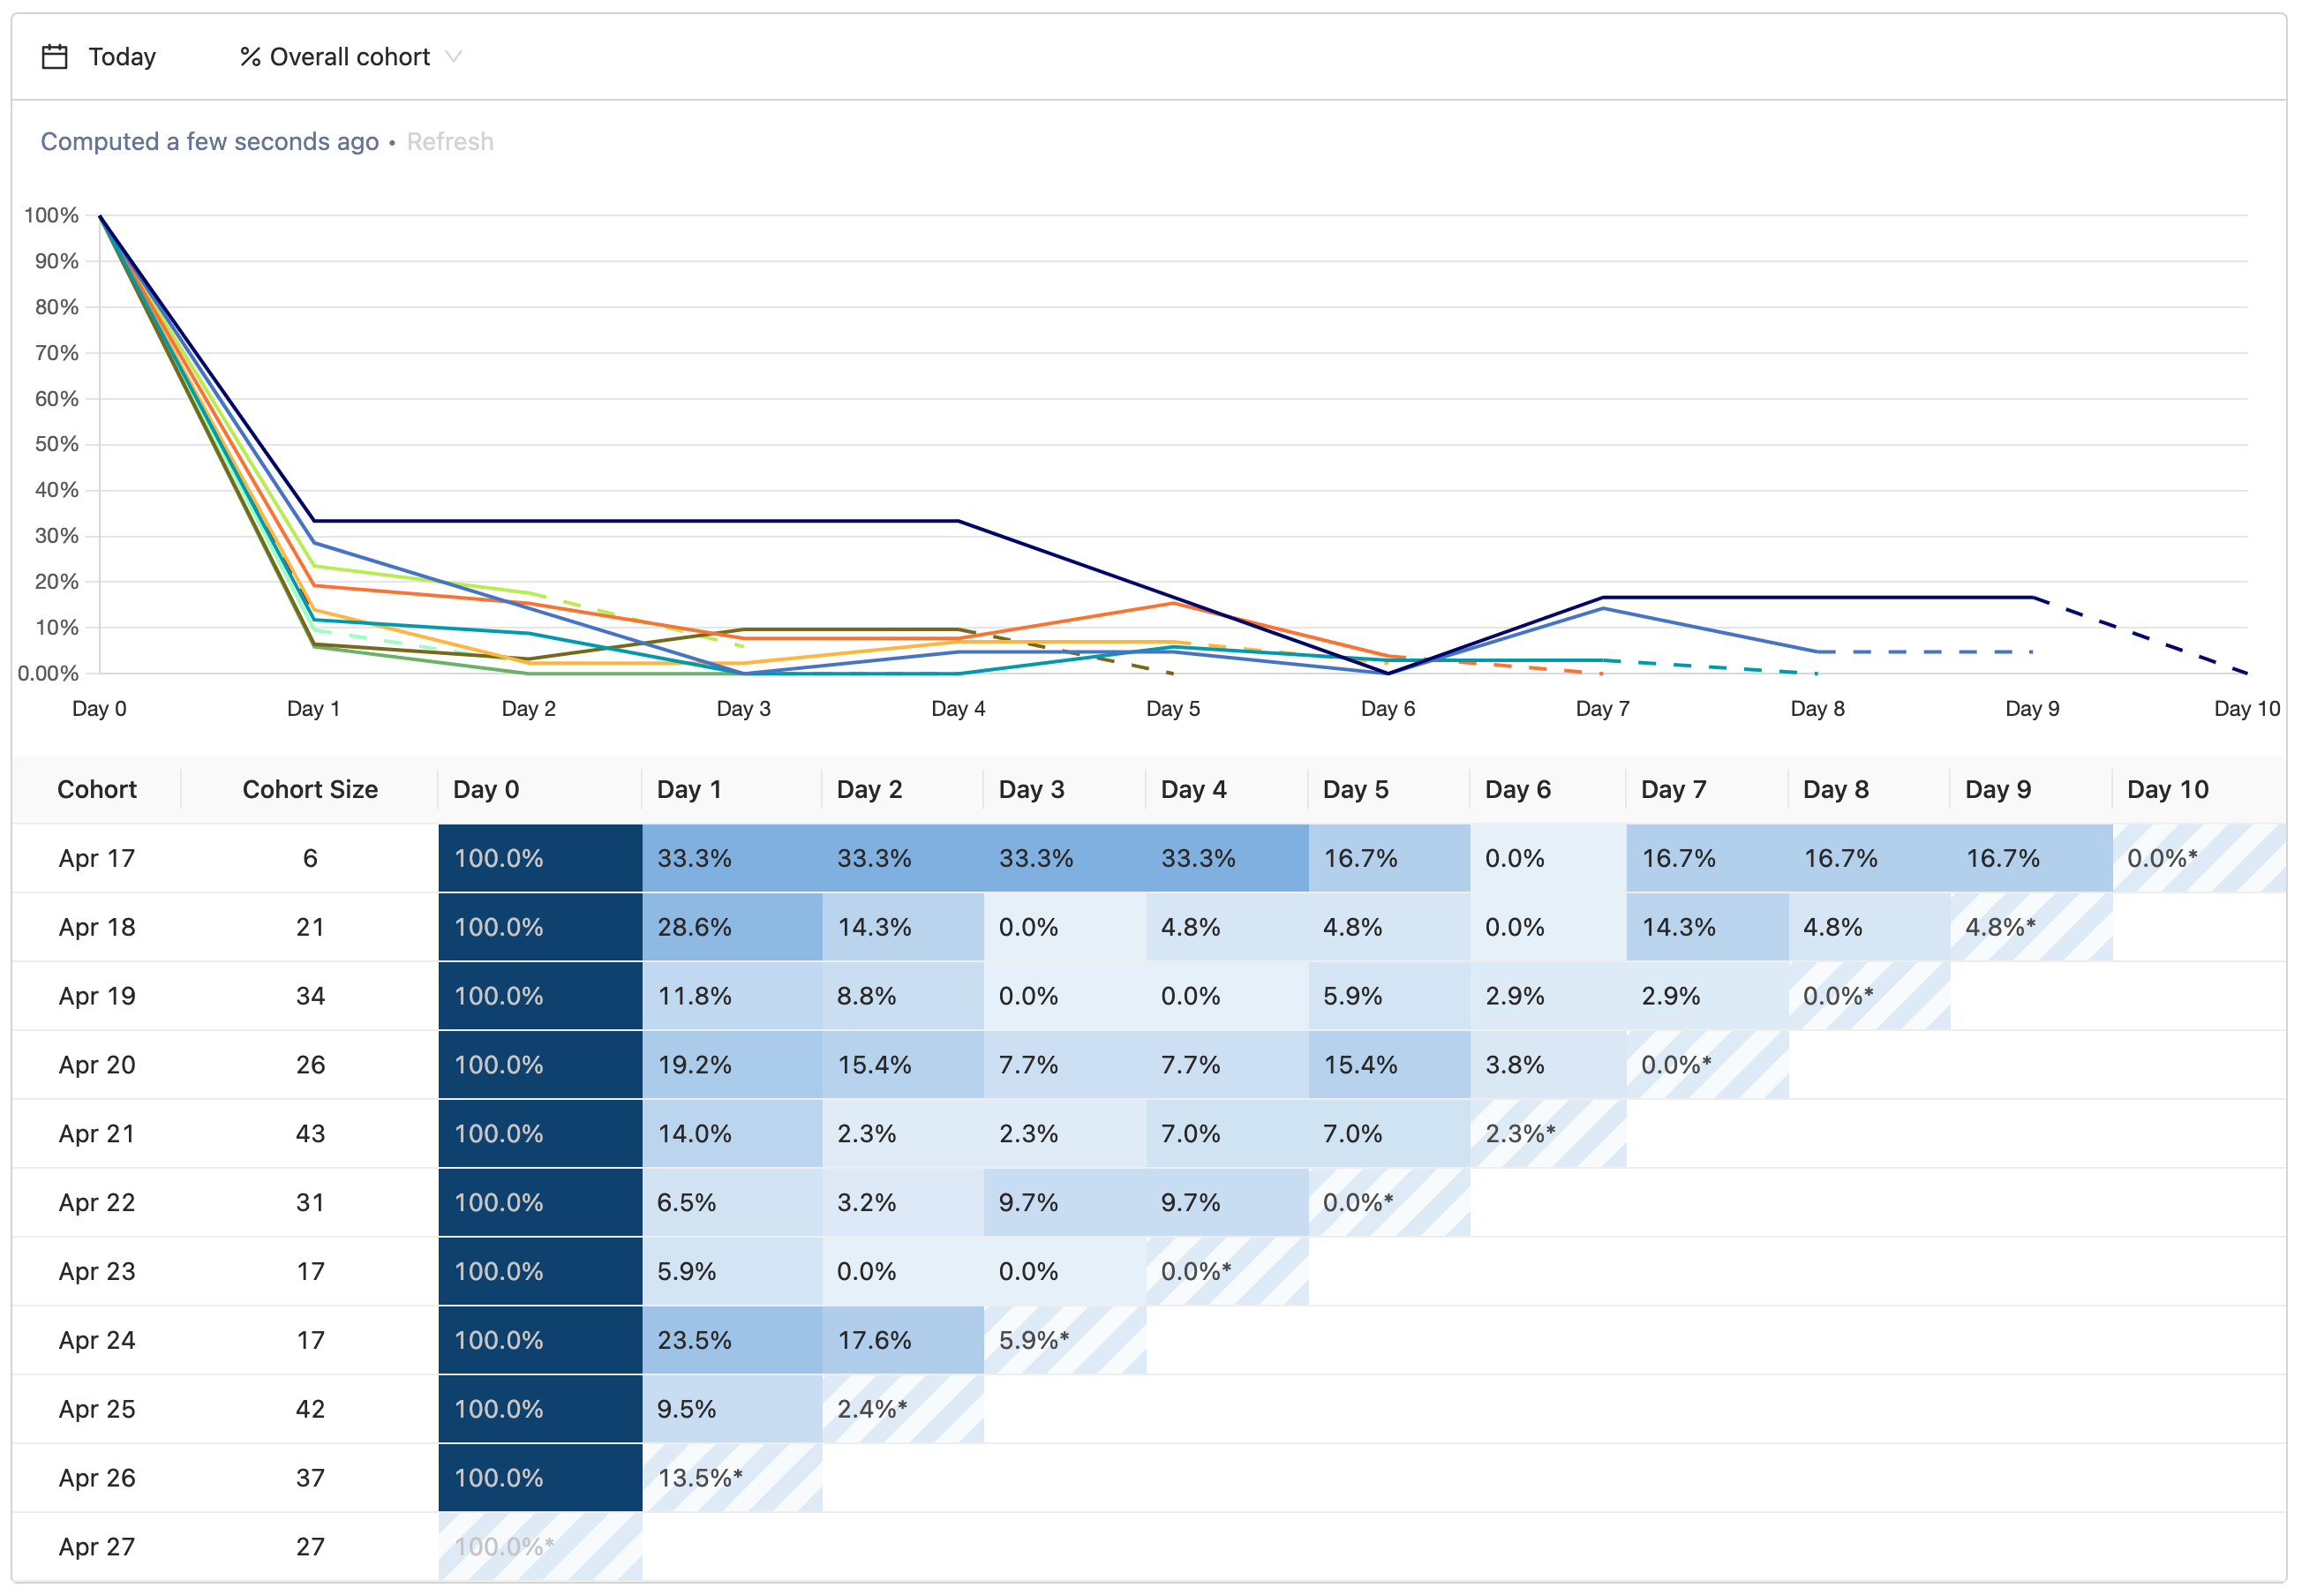 Today % Overall cohort
Computed a few seconds ago • Refresh
100%
90%
80%
70%
60%
50%
40%
30%
20%
10%
0.00%
Day 0 Day 1 Day 2 Day 3 Day 4 Day 5 Day 6 Day 7 Day 8 Day 9 Day 10
Cohort Cohort Size Day 0 Day 1 Day 2 Day 3 Day 4 Day 5 Day 6 Day 7 Day 8 Day 9 Day 10
Apr 17 6 100.0% 33.3% 33.3% 33.3% 33.3% 16.7% 0.0% 16.7% 16.7% 16.7% 0.0%*
Apr 18 21 100.0% 28.6% 14.3% 0.0% 4.8% 4.8% 0.0% 14.3% 4.8% 4.8%*
Apr 19 34 100.0% 11.8% 8.8% 0.0% 0.0% 5.9% 2.9% 2.9% 0.0%*
Apr 20 26 100.0% 19.2% 15.4% 7.7% 7.7% 15.4% 3.8% 0.0%*
Apr 21 43 100.0% 14.0% 2.3% 2.3% 7.0% 7.0% 2.3%*
Apr 22 31 100.0% 6.5% 3.2% 9.7% 9.7% 0.0%*
Apr 23 17 100.0% 5.9% 0.0% 0.0% 0.0%*
Apr 24 17 100.0% 23.5% 17.6% 5.9%*
Apr 25 42 100.0% 9.5% 2.4%*
Apr 26 37 100.0% 13.5%*
Apr 27 27 100.0%*